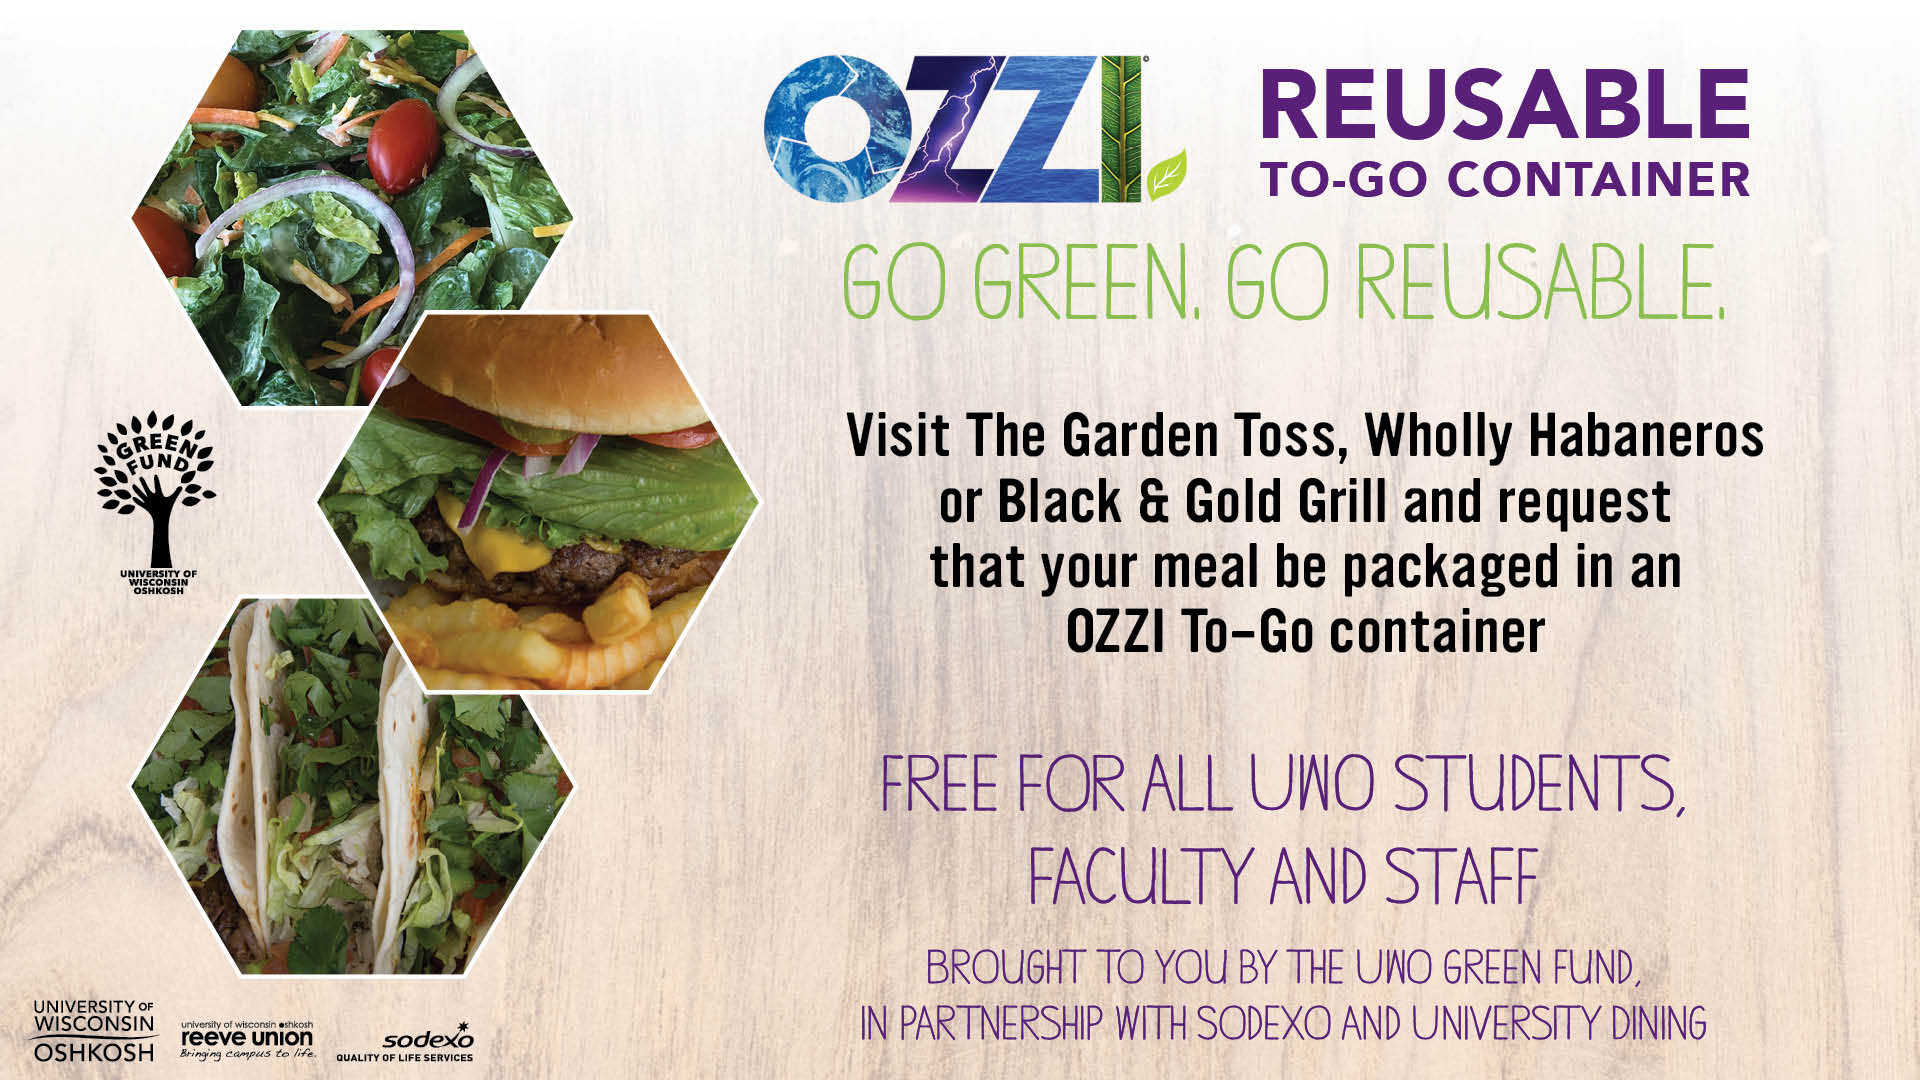 OZZI
REUSABLE
TO-GO CONTAINER
GO GREEN. GO REUSABLE.
Visit The Garden Toss, Wholly Habaneros
or Black & Gold Grill and request
that your meal be packaged in an
OZZI To-Go container
FREE FOR ALL UWO STUDENTS,
FACULTY AND STAFF
BROUGHT TO YOU BY THE UWO GREEN FUND,
IN PARTNERSHIP WITH SODEXO AND UNIVERSITY DINING
GREEN
FUND
UNIVERSITY OF
WISCONSIN
OSHKOSH
UNIVERSITY OF
WISCONSIN
OSHKOSH
university of wisconsin oshkosh
reeve union
Bringing campus to life.
sodexo
QUALITY OF LIFE SERVICES